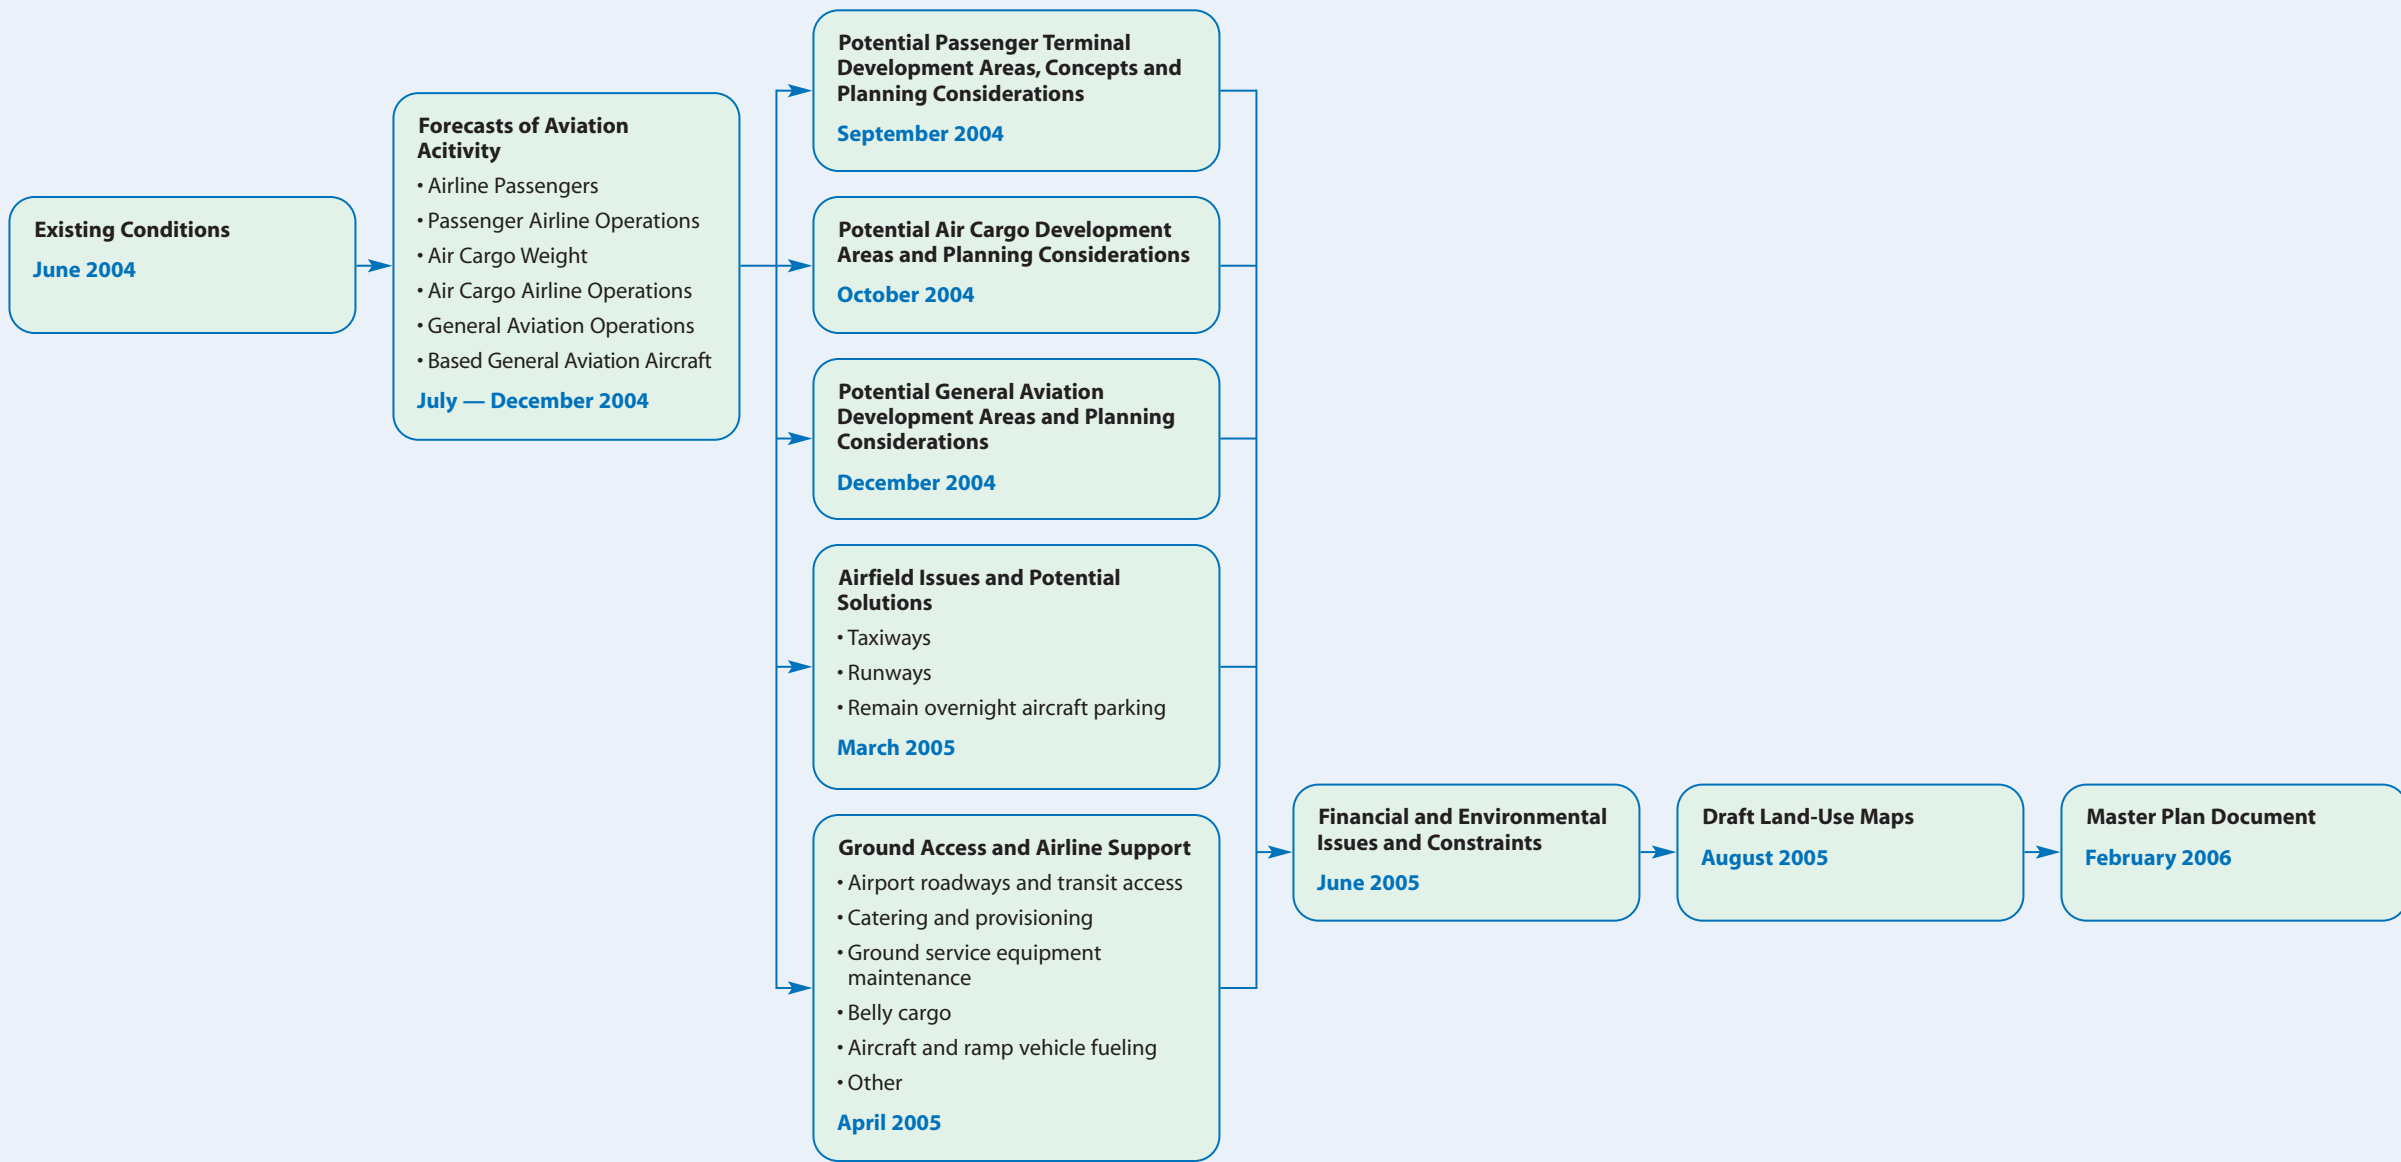 Existing Conditions
June 2004
Forecasts of Aviation
Acitivity
• Airline Passengers
• Passenger Airline Operations
• Air Cargo Weight
• Air Cargo Airline Operations
• General Aviation Operations
• Based General Aviation Aircraft
July — December 2004
Potential Passenger Terminal
Development Areas, Concepts and
Planning Considerations
September 2004
Potential Air Cargo Development
Areas and Planning Considerations
October 2004
Potential General Aviation
Development Areas and Planning
Considerations
December 2004
Airfield Issues and Potential
Solutions
• Taxiways
• Runways
• Remain overnight aircraft parking
March 2005
Ground Access and Airline Support
• Airport roadways and transit access
• Catering and provisioning
• Ground service equipment
maintenance
• Belly cargo
• Aircraft and ramp vehicle fueling
• Other
April 2005
Financial and Environmental
Issues and Constraints
June 2005
Draft Land-Use Maps
August 2005
Master Plan Document
February 2006